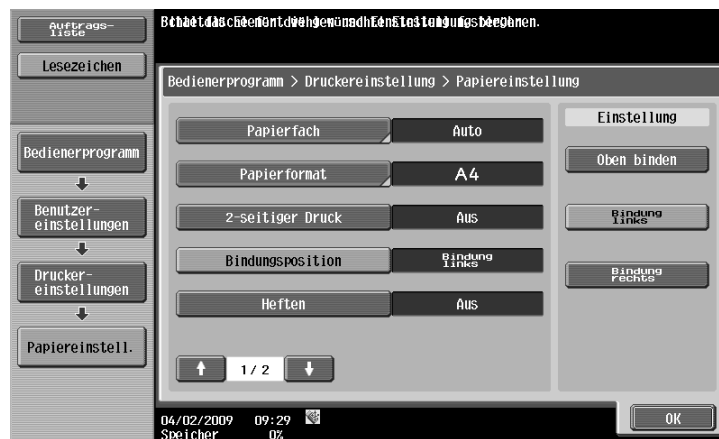 Auftrags-
liste
Lesezeichen
Bedienerprogramm > Druckereinstellung > Papiereinstellung
Bedienerprogramm
Benutzer-
einstellungen
Drucker-
einstellungen
Papiereinstell.
Papierfach Auto
Papierformat A4
2-seitiger Druck Aus
Bindungsposition Bindung
links
Heften Aus
1/2
Einstellung
Oben binden
Bindung
links
Bindung
rechts
04/02/2009 09:29
Speicher 0%
OK